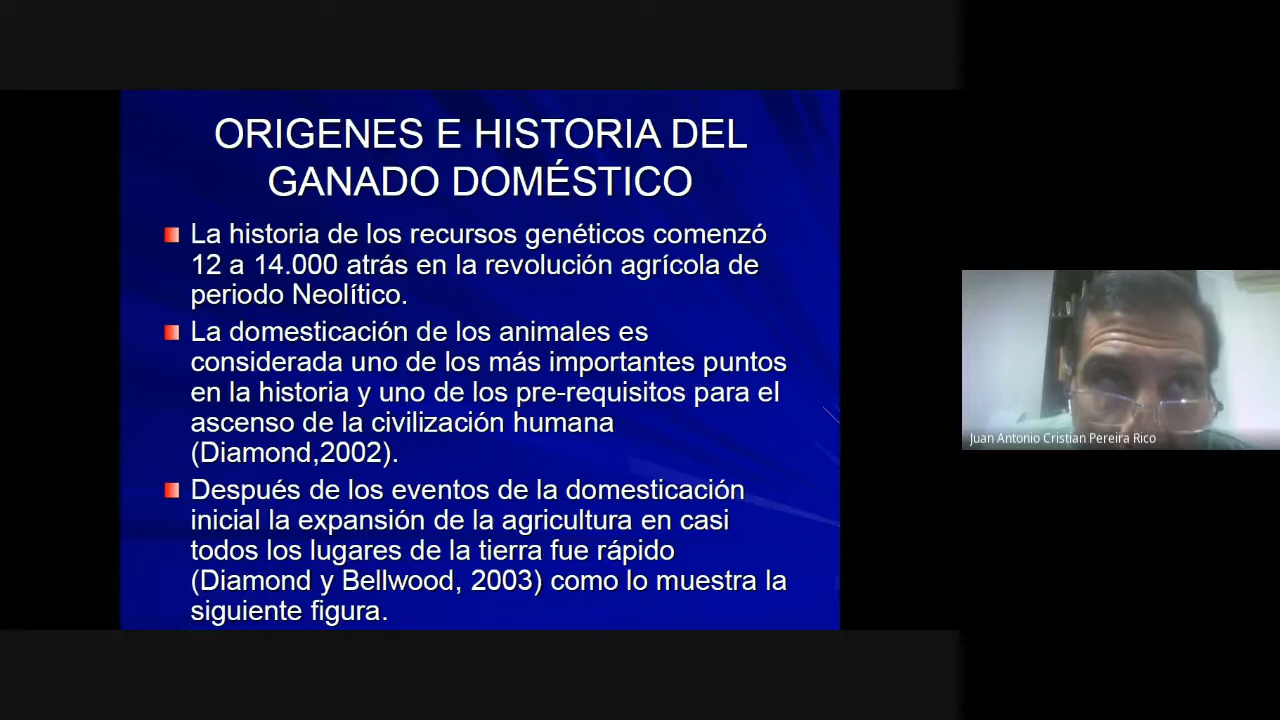 ORIGENES E HISTORIA DEL
GANADO DOMÉSTICO
La historia de los recursos genéticos comenzó
12 a 14.000 atrás en la revolución agrícola de
periodo Neolítico.
La domesticación de los animales es
considerada uno de los más importantes puntos
en la historia y uno de los pre-requisitos para el
ascenso de la civilización humana
(Diamond,2002).
Después de los eventos de la domesticación
inicial la expansión de la agricultura en casi
todos los lugares de la tierra fue rápido
(Diamond y Bellwood, 2003) como lo muestra la
siguiente figura.
Juan Antonio Cristian Pereira Rico